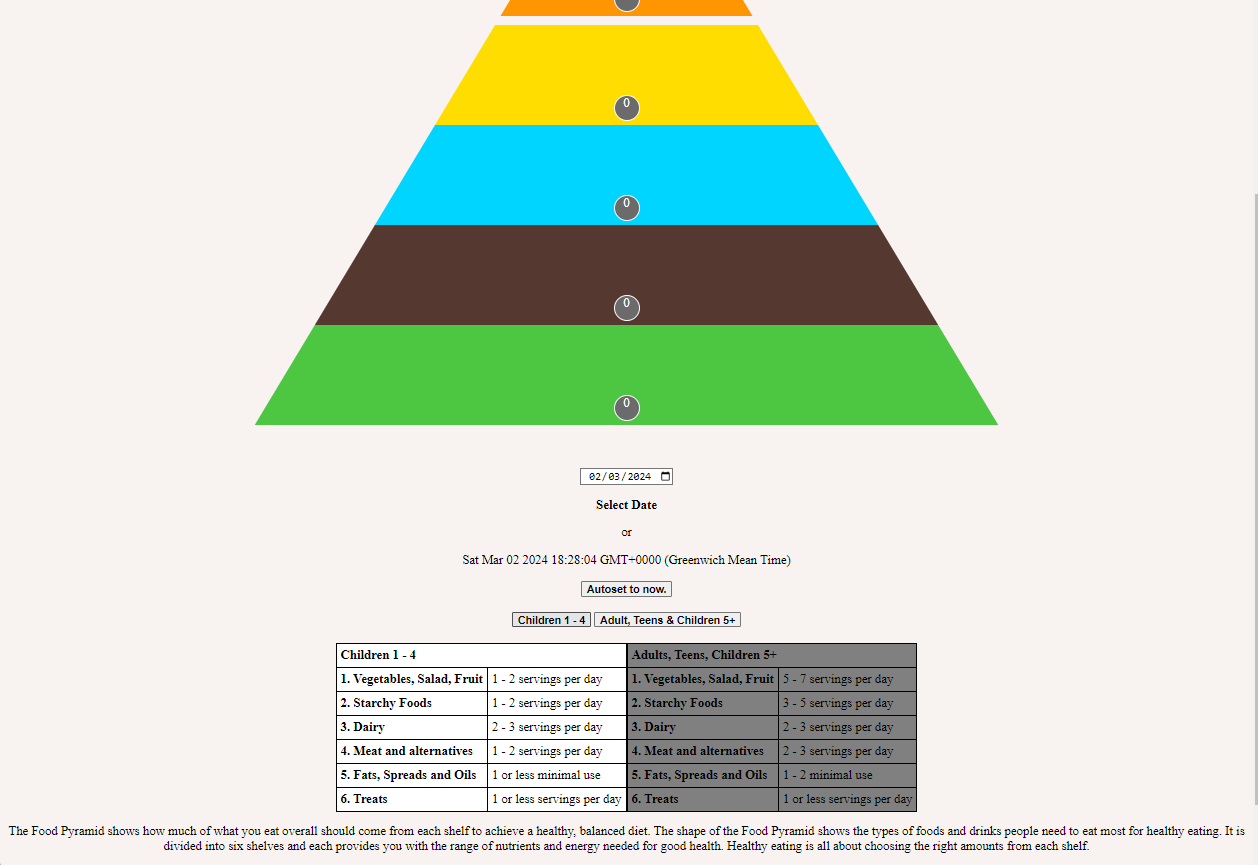 0
0
0
0
02/03/2024
Select Date
or
Sat Mar 02 2024 18:28:04 GMT+0000 (Greenwich Mean Time)
Autoset to now.
Children 1 - 4 Adult, Teens & Children 5+
Children 1 - 4 Adults, Teens, Children 5+
1. Vegetables, Salad, Fruit 1 - 2 servings per day 1. Vegetables, Salad, Fruit 5 - 7 servings per day
2. Starchy Foods 1 - 2 servings per day 2. Starchy Foods 3 - 5 servings per day
3. Dairy 2 - 3 servings per day 3. Dairy 2 - 3 servings per day
4. Meat and alternatives 1 - 2 servings per day 4. Meat and alternatives 2 - 3 servings per day
5. Fats, Spreads and Oils 1 or less minimal use 5. Fats, Spreads and Oils 1 - 2 minimal use
6. Treats 1 or less servings per day 6. Treats 1 or less servings per day
The Food Pyramid shows how much of what you eat overall should come from each shelf to achieve a healthy, balanced diet. The shape of the Food Pyramid shows the types of foods and drinks people need to eat most for healthy eating. It is
divided into six shelves and each provides you with the range of nutrients and energy needed for good health. Healthy eating is all about choosing the right amounts from each shelf.